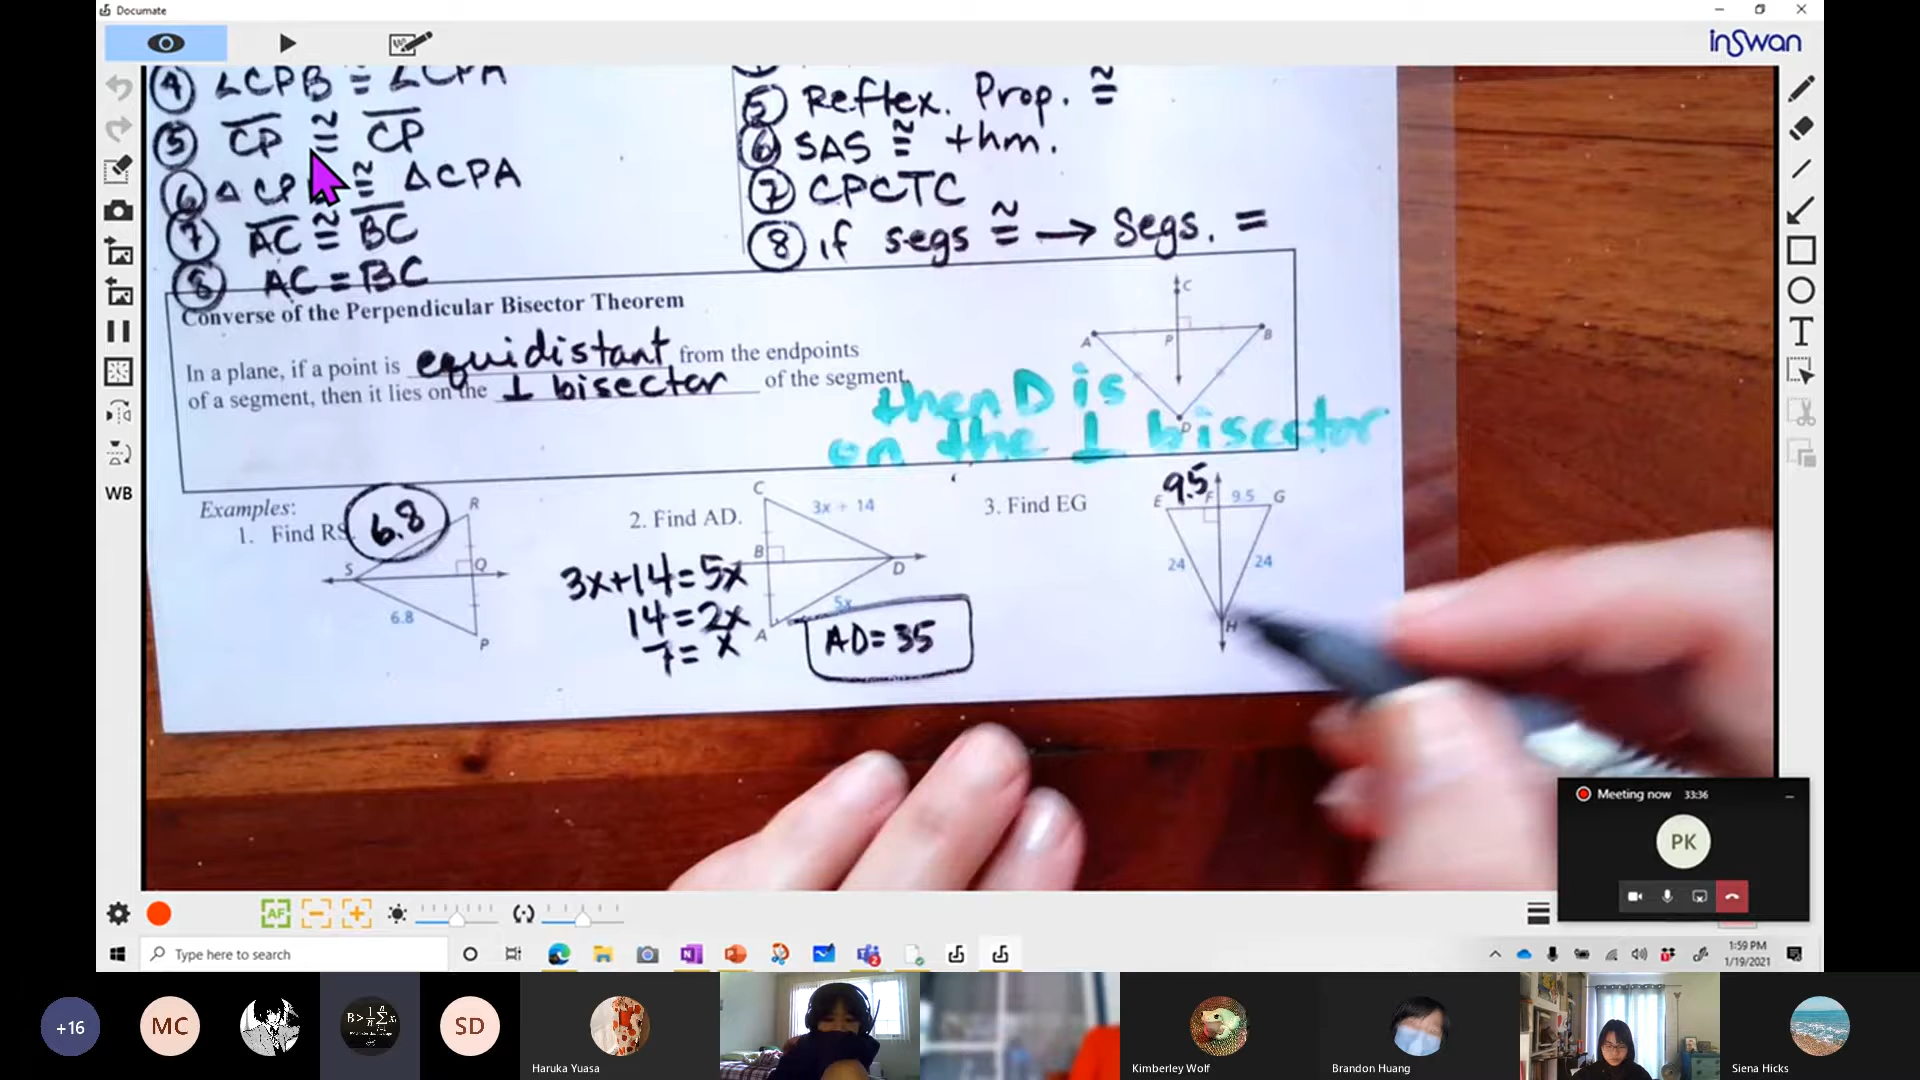 Documate
inSwan
④ ∠CPB ≅ ∠CPA
⑤ CP ≅ CP
⑥ △ CP ≅ △CPA
⑦ AC ≅ BC
⑧ AC = BC
⑤ Reflex. Prop. ≅
⑥ SAS ≅ thm.
⑦ CPCTC
⑧ if segs ≅ → Segs. =
Converse of the Perpendicular Bisector Theorem
In a plane, if a point is equidistant from the endpoints
of a segment, then it lies on the ⊥ bisector of the segment.
C
A
P
B
D
then D is
on the ⊥ bisector
Examples:
1. Find RS.
6.8
R
S
Q
6.8
P
2. Find AD.
C
3x + 14
B
D
5x
A
3x+14=5x
14=2x
7= x
AD=35
3. Find EG
9.5
E
F
9.5
G
24
24
H
T
WB
AF
Meeting now 33:36
PK
Type here to search
1:59 PM
1/19/2021
+16
MC
SD
Haruka Yuasa
Kimberley Wolf
Brandon Huang
Siena Hicks